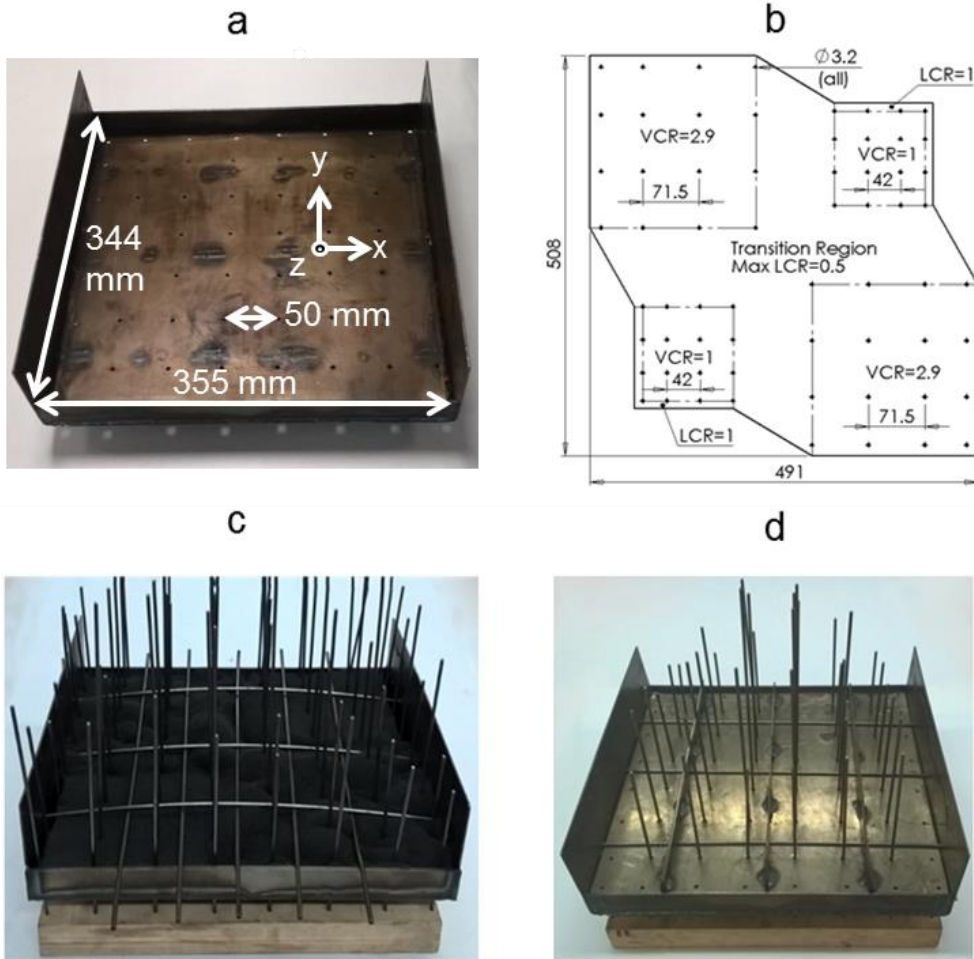 a
y
x
z
344
mm
50 mm
355 mm
b
∅3.2
(all)
LCR=1
VCR=2.9
VCR=1
71.5
42
508
Transition Region
Max LCR=0.5
VCR=1
42
VCR=2.9
71.5
LCR=1
491
c
d